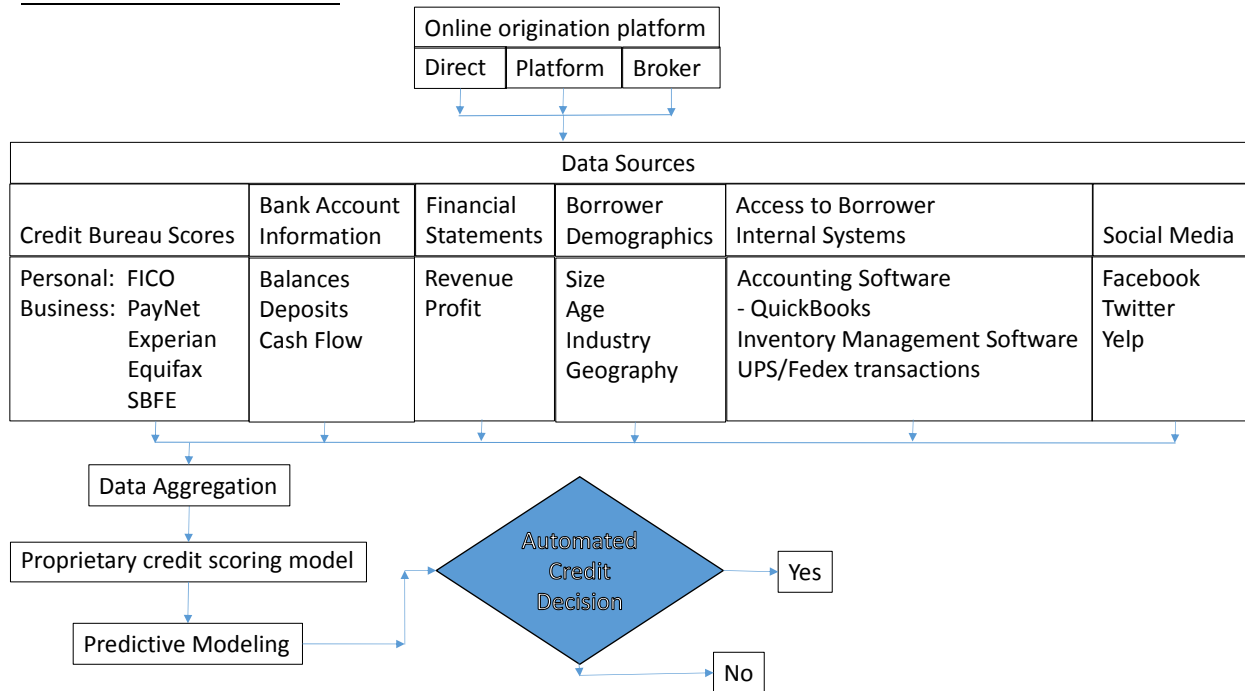 Online origination platform
Direct
Platform
Broker
Data Sources
Credit Bureau Scores
Bank Account
Information
Financial
Statements
Borrower
Demographics
Access to Borrower
Internal Systems
Social Media
Personal: FICO
Business: PayNet
Experian
Equifax
SBFE
Balances
Deposits
Cash Flow
Revenue
Profit
Size
Age
Industry
Geography
Accounting Software
- QuickBooks
Inventory Management Software
UPS/Fedex transactions
Facebook
Twitter
Yelp
Data Aggregation
Proprietary credit scoring model
Predictive Modeling
Automated
Credit
Decision
Yes
No